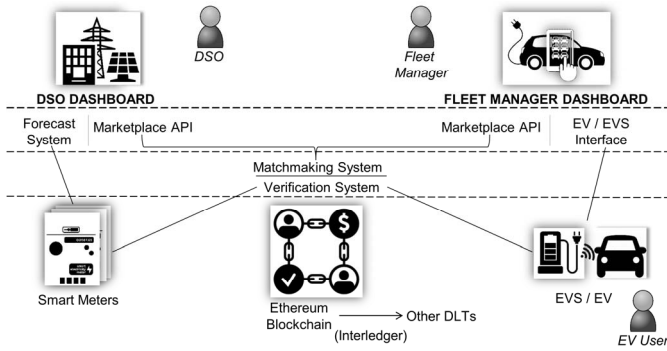 DSO
Fleet
Manager
DSO DASHBOARD
FLEET MANAGER DASHBOARD
Forecast
System
Marketplace API
Marketplace API
EV / EVS
Interface
Matchmaking System
Verification System
Smart Meters
$
Ethereum
Blockchain
Other DLTs
(Interledger)
EVS / EV
EV User